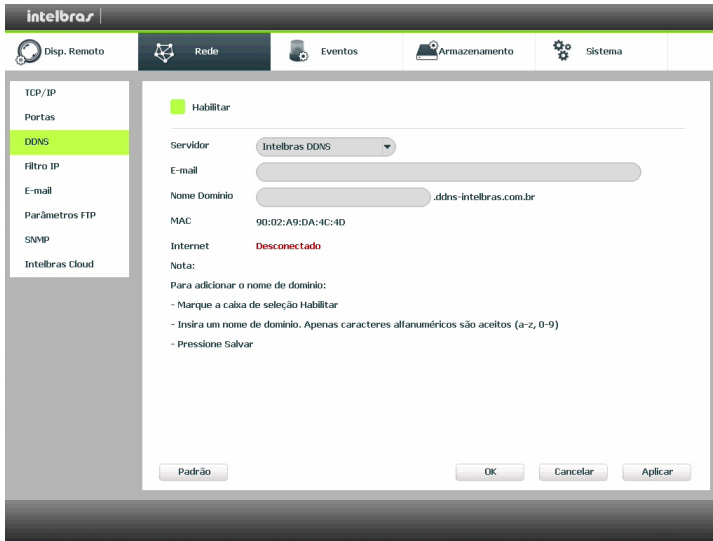 intelbras
Disp. Remoto
Rede
Eventos
Armazenamento
Sistema
TCP/IP
Portas
DDNS
Filtro IP
E-mail
Parâmetros FTP
SNMP
Intelbras Cloud
Habilitar
Servidor Intelbras DDNS
E-mail
Nome Dominio .ddns-intelbras.com.br
MAC 90:02:A9:DA:4C:4D
Internet Desconectado
Nota:
Para adicionar o nome de dominio:
- Marque a caixa de seleção Habilitar
- Insira um nome de dominio. Apenas caracteres alfanuméricos são aceitos (a-z, 0-9)
- Pressione Salvar
Padrão OK Cancelar Aplicar